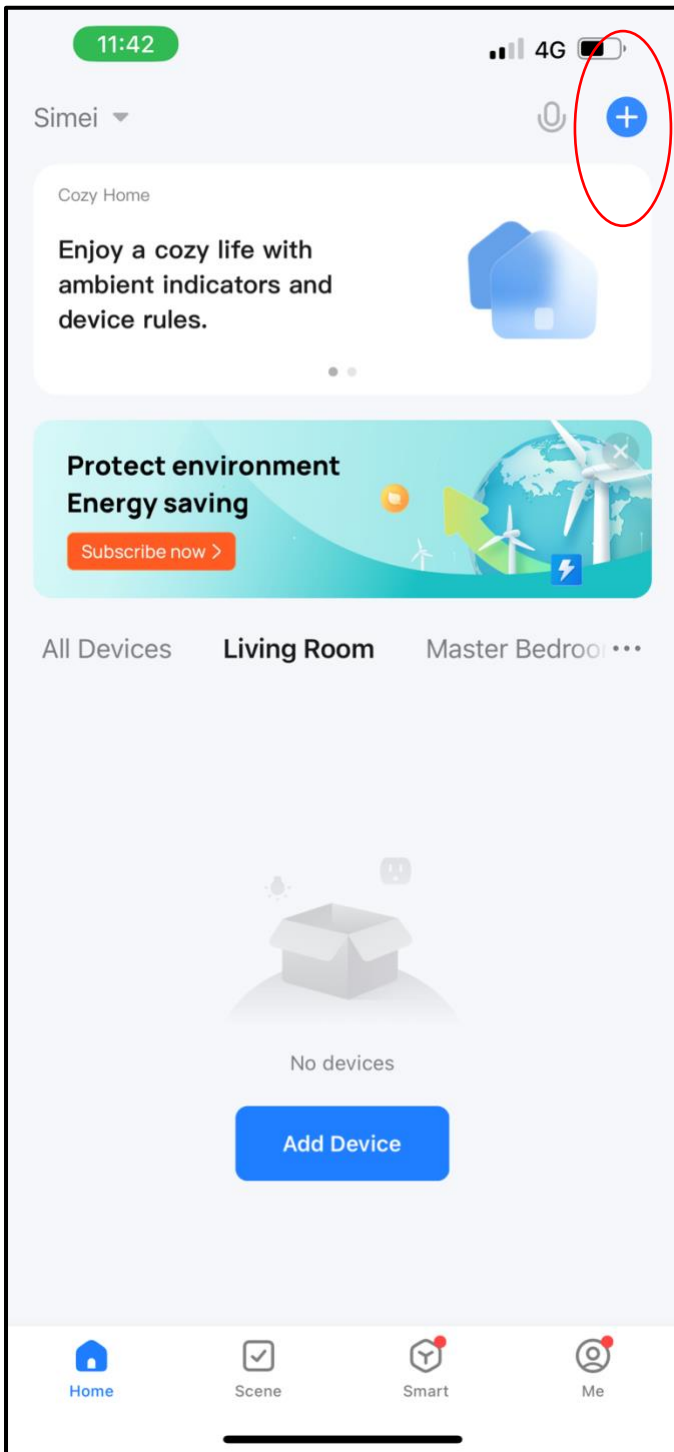 11:42
4G
Simei
Cozy Home
Enjoy a cozy life with
ambient indicators and
device rules.
Protect environment
Energy saving
Subscribe now >
All Devices
Living Room
Master Bedroo
No devices
Add Device
Home
Scene
Smart
Me